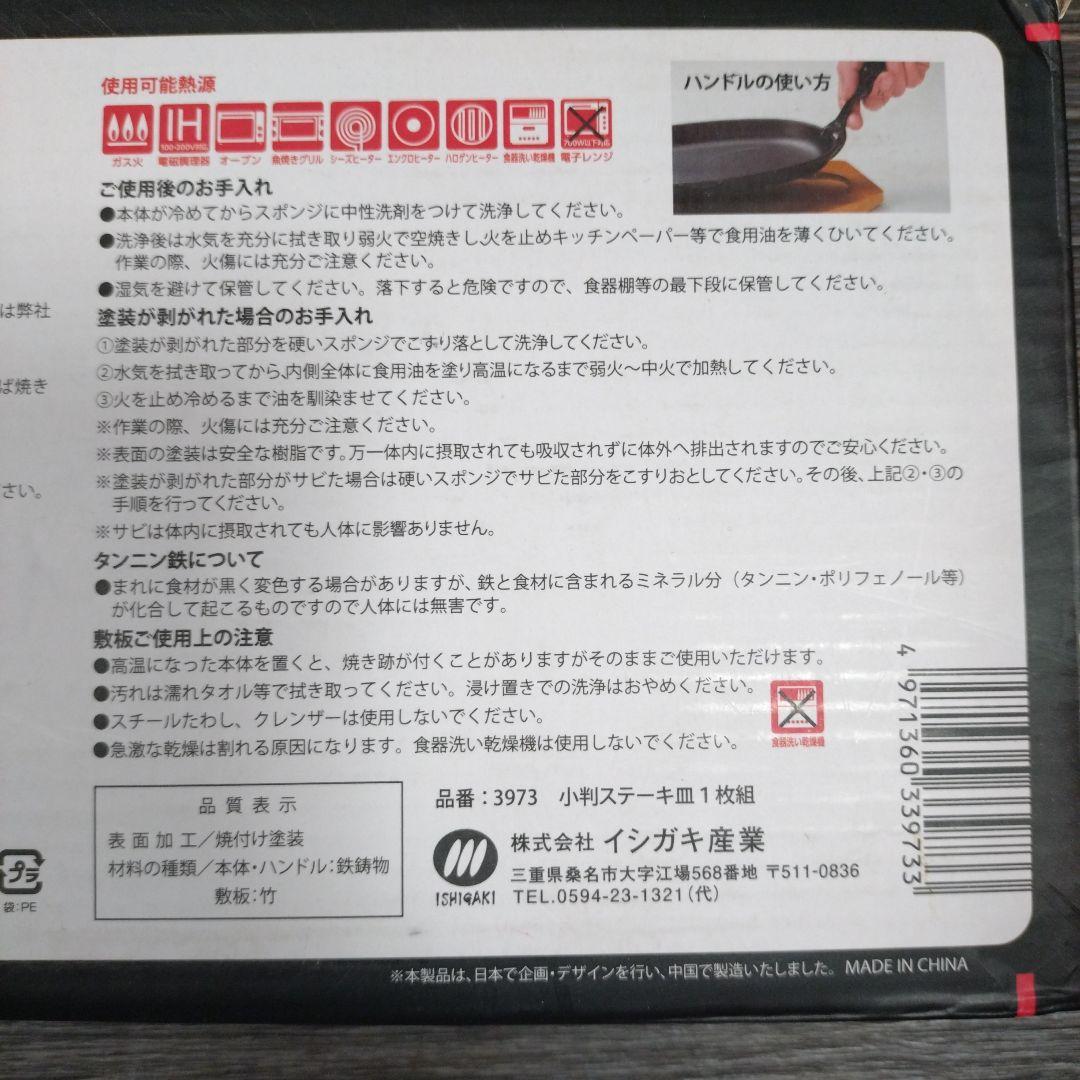 使用可能熱源
100-200V対応
700W以下対応
ガス火 電磁調理器 オーブン 魚焼きグリル シーズヒーター エンクロヒーター ハロゲンヒーター 食器洗い乾燥機 電子レンジ
ハンドルの使い方
ご使用後のお手入れ
●本体が冷めてからスポンジに中性洗剤をつけて洗浄してください。
●洗浄後は水気を充分に拭き取り弱火で空焼きし、火を止めキッチンペーパー等で食用油を薄くひいてください。
作業の際、火傷には充分ご注意ください。
●湿気を避けて保管してください。落下すると危険ですので、食器棚等の最下段に保管してください。
は弊社
塗装が剥がれた場合のお手入れ
①塗装が剥がれた部分を硬いスポンジでこすり落として洗浄してください。
②水気を拭き取ってから、内側全体に食用油を塗り高温になるまで弱火～中火で加熱してください。
ば焼き
③火を止め冷めるまで油を馴染ませてください。
※作業の際、火傷には充分ご注意ください。
※表面の塗装は安全な樹脂です。万一体内に摂取されても吸収されずに体外へ排出されますのでご安心ください。
※塗装が剥がれた部分がサビた場合は硬いスポンジでサビた部分をこすりおとしてください。その後、上記②・③の
ださい。
手順を行ってください。
※サビは体内に摂取されても人体に影響ありません。
タンニン鉄について
●まれに食材が黒く変色する場合がありますが、鉄と食材に含まれるミネラル分（タンニン・ポリフェノール等）
が化合して起こるものですので人体には無害です。
敷板ご使用上の注意
●高温になった本体を置くと、焼き跡が付くことがありますがそのままご使用いただけます。
●汚れは濡れタオル等で拭き取ってください。浸け置きでの洗浄はおやめください。
●スチールたわし、クレンザーは使用しないでください。
●急激な乾燥は割れる原因になります。食器洗い乾燥機は使用しないでください。
食器洗い乾燥機
4 971360 339733
品質表示
表面加工／焼付け塗装
材料の種類／本体・ハンドル：鉄鋳物
敷板：竹
プラ
袋：PE
品番：3973 小判ステーキ皿1枚組
ISHIGAKI
株式会社 イシガキ産業
三重県桑名市大字江場568番地 〒511-0836
TEL.0594-23-1321（代）
※本製品は、日本で企画・デザインを行い、中国で製造いたしました。 MADE IN CHINA